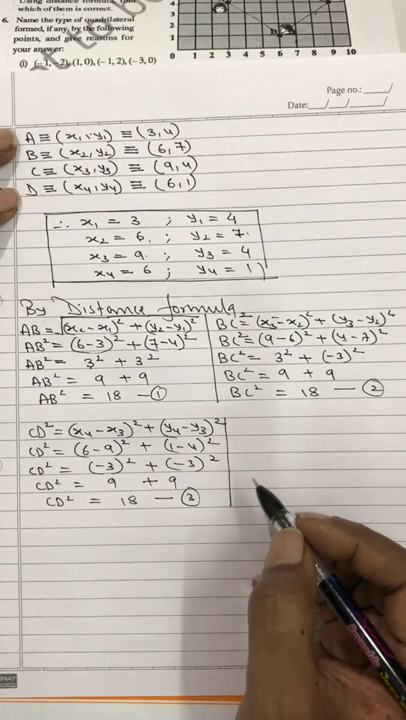 which of them is correct.
6. Name the type of quadrilateral
formed, if any, by the following
points, and give reasons for
your answer:
(i) (–1, –2), (1, 0), (–1, 2), (–3, 0)
4
3
2
1
0 1 2 3 4 5 6 7 8 9 10
Page no.:
Date: / /
A ≡ (x₁, y₁) ≡ (3,4)
B ≡ (x₂, y₂) ≡ (6,7)
C ≡ (x₃, y₃) ≡ (9,4)
D ≡ (x₄, y₄) ≡ (6,1)
∴ x₁ = 3 ; y₁ = 4
x₂ = 6. ; y₂ = 7.
x₃ = 9. ; y₃ = 4
x₄ = 6 ; y₄ = 1
By Distance formula
AB = √(x₂-x₁)² + (y₂-y₁)²
AB² = (6-3)² + (7-4)²
AB² = 3² + 3²
AB² = 9 + 9
AB² = 18 — ①
BC² = (x₃-x₂)² + (y₃-y₂)²
BC² = (9-6)² + (4-7)²
BC² = 3² + (-3)²
BC² = 9 + 9
BC² = 18 — ②
CD² = (x₄-x₃)² + (y₄-y₃)²
CD² = (6-9)² + (1-4)²
CD² = (-3)² + (-3)²
CD² = 9 + 9
CD² = 18 — ③